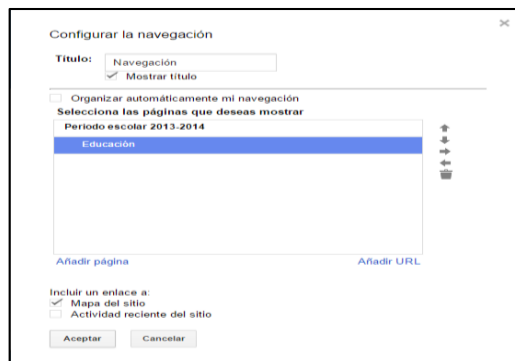 Configurar la navegación
Título: Navegación
Mostrar título
Organizar automáticamente mi navegación
Selecciona las páginas que deseas mostrar
Periodo escolar 2013-2014
Educación
Añadir página Añadir URL
Incluir un enlace a:
Mapa del sitio
Actividad reciente del sitio
Aceptar Cancelar